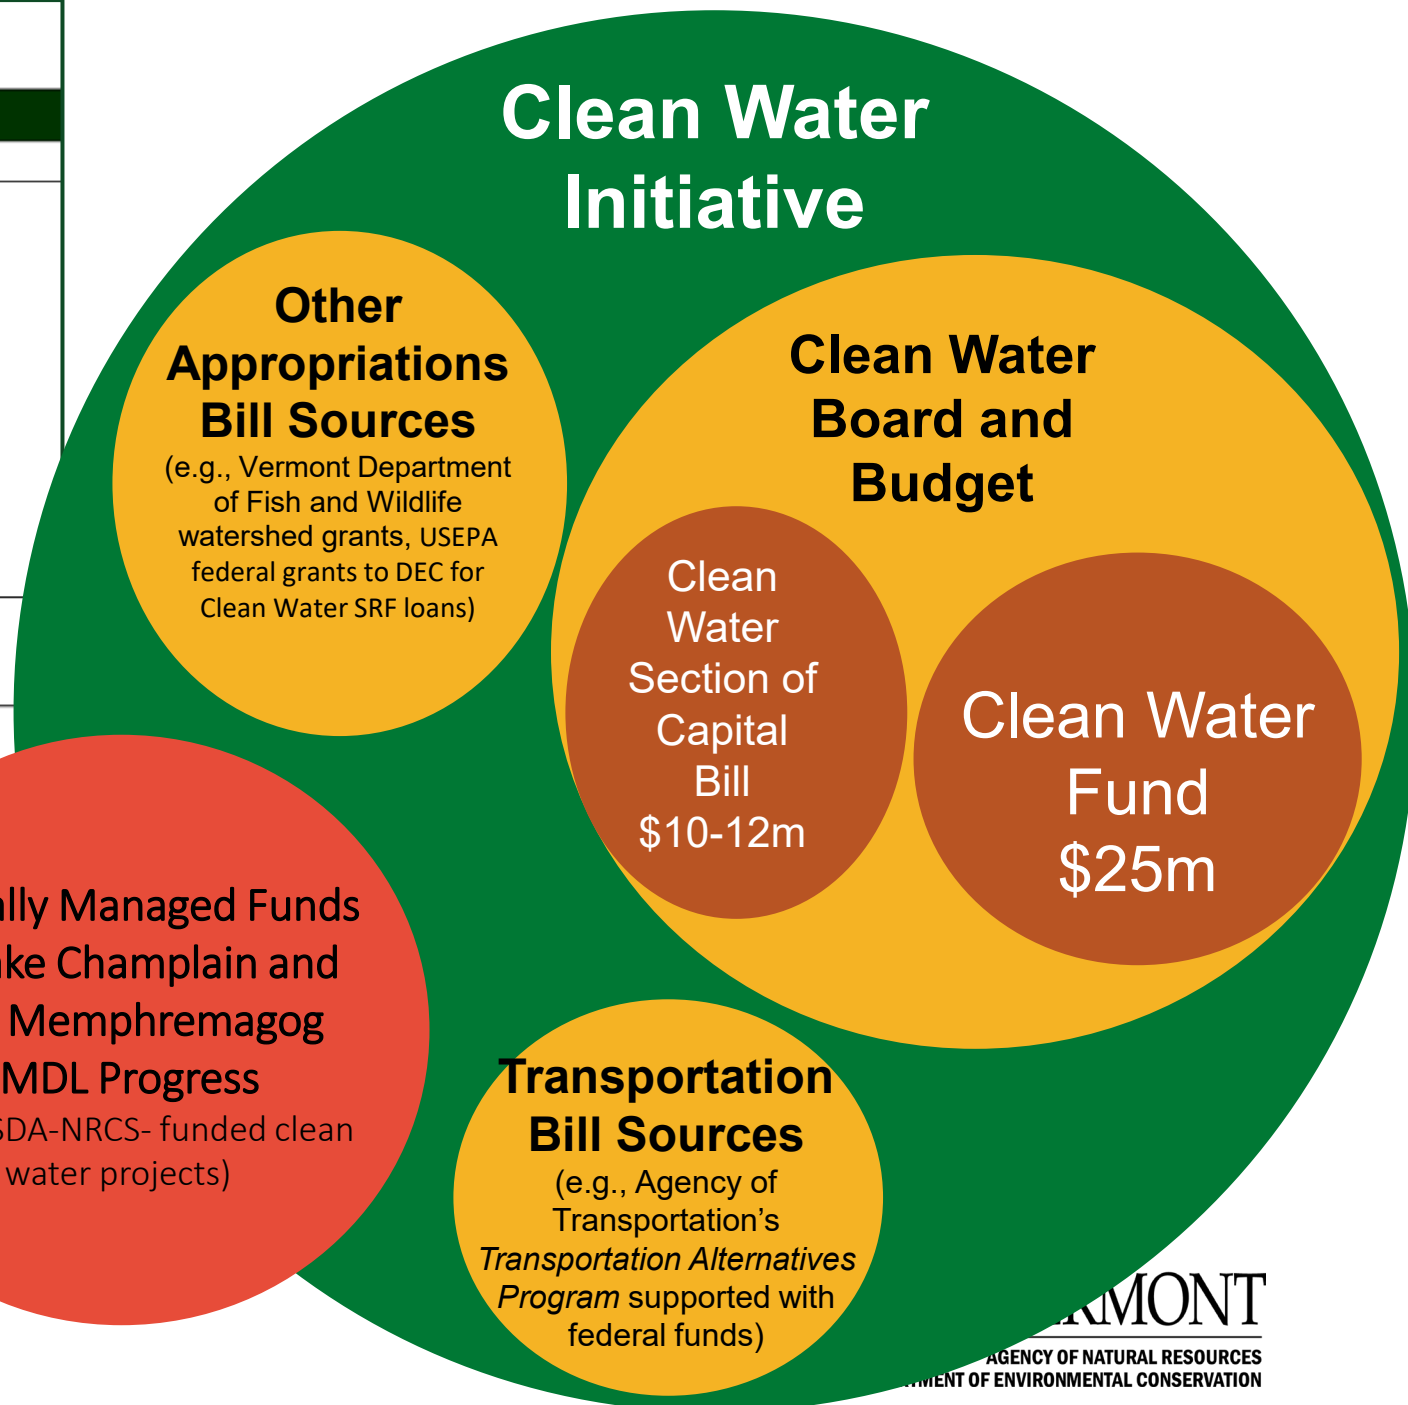 Clean Water
Initiative
Other
Appropriations
Bill Sources
(e.g., Vermont Department
of Fish and Wildlife
watershed grants, USEPA
federal grants to DEC for
Clean Water SRF loans)
Clean Water
Board and
Budget
Clean
Water
Section of
Capital
Bill
$10-12m
Clean Water
Fund
$25m
Managed Funds
Champlain and
Memphremagog
Progress
funded clean
water projects)
Transportation
Bill Sources
(e.g., Agency of
Transportation's
Transportation Alternatives
Program supported with
federal funds)
AGENCY OF NATURAL RESOURCES
OF ENVIRONMENTAL CONSERVATION